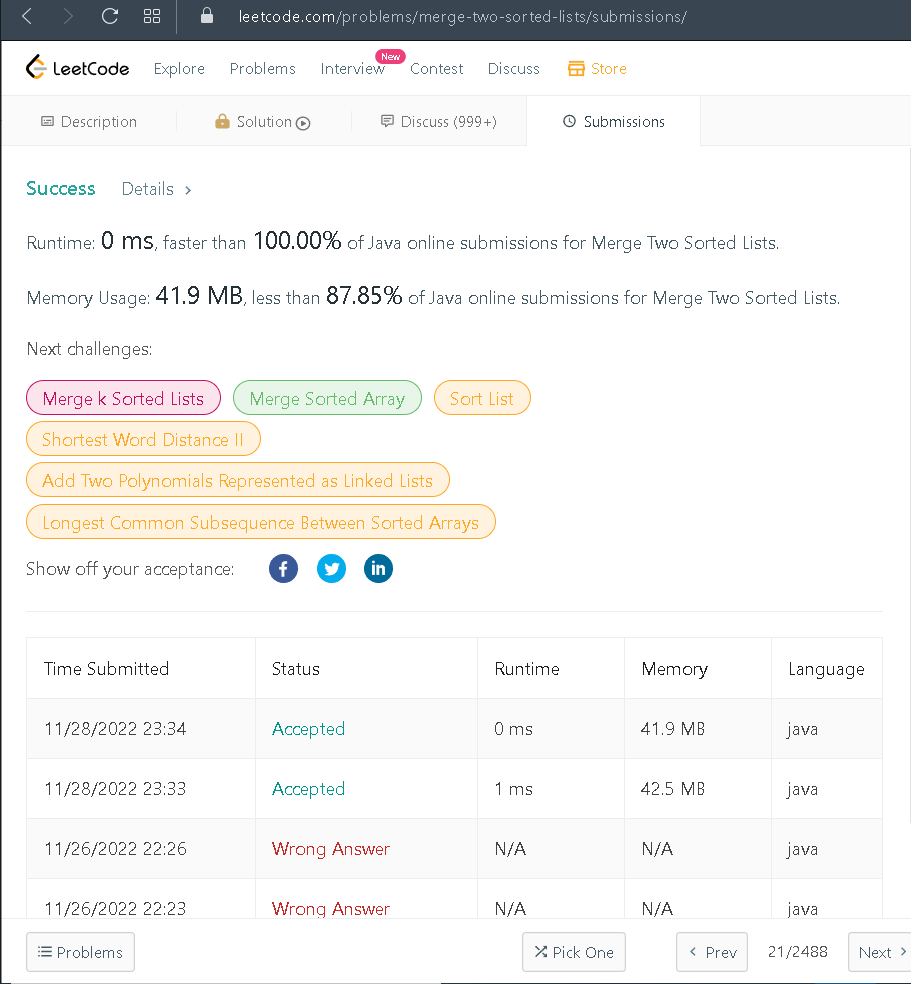 leetcode.com/problems/merge-two-sorted-lists/submissions/
LeetCode Explore Problems Interview New Contest Discuss Store
Description Solution Discuss (999+) Submissions
Success Details >
Runtime: 0 ms, faster than 100.00% of Java online submissions for Merge Two Sorted Lists.
Memory Usage: 41.9 MB, less than 87.85% of Java online submissions for Merge Two Sorted Lists.
Next challenges:
Merge k Sorted Lists Merge Sorted Array Sort List
Shortest Word Distance II
Add Two Polynomials Represented as Linked Lists
Longest Common Subsequence Between Sorted Arrays
Show off your acceptance: f in
Time Submitted Status Runtime Memory Language
11/28/2022 23:34 Accepted 0 ms 41.9 MB java
11/28/2022 23:33 Accepted 1 ms 42.5 MB java
11/26/2022 22:26 Wrong Answer N/A N/A java
11/26/2022 22:23 Wrong Answer N/A N/A java
Problems Pick One < Prev 21/2488 Next >